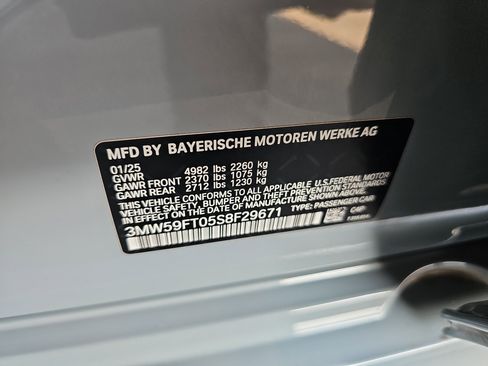 MFD BY BAYERISCHE MOTOREN WERKE AG
01/25
GVWR 4982 lbs 2260 kg
GAWR FRONT 2370 lbs 1075 kg
GAWR REAR 2712 lbs 1230 kg
THIS VEHICLE CONFORMS TO ALL APPLICABLE U.S. FEDERAL MOTOR
VEHICLE SAFETY, BUMPER, AND THEFT PREVENTION STANDARDS
IN EFFECT ON THE DATE OF MANUFACTURE SHOWN ABOVE.
3MW59FT05S8F29671 TYPE: PASSENGER CAR
C4P